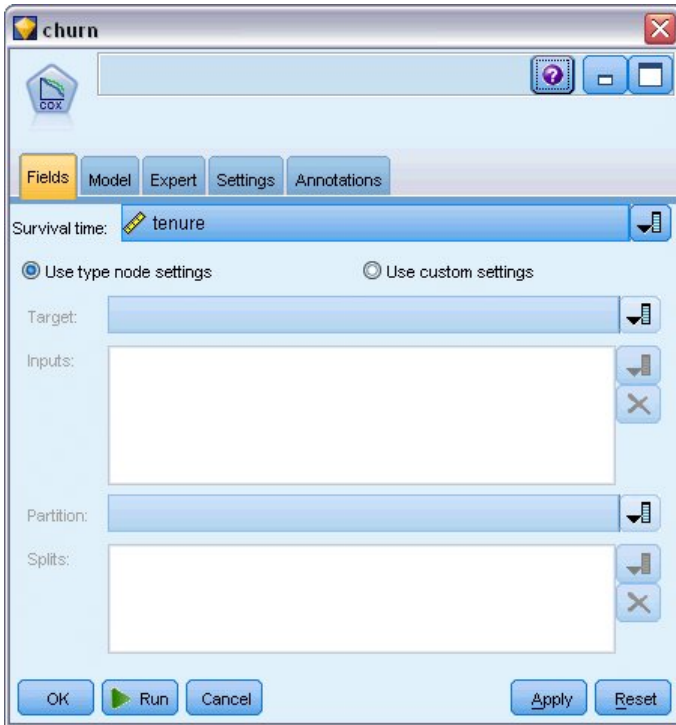 churn
COX
Fields Model Expert Settings Annotations
Survival time: tenure
Use type node settings Use custom settings
Target:
Inputs:
Partition:
Splits:
OK Run Cancel Apply Reset